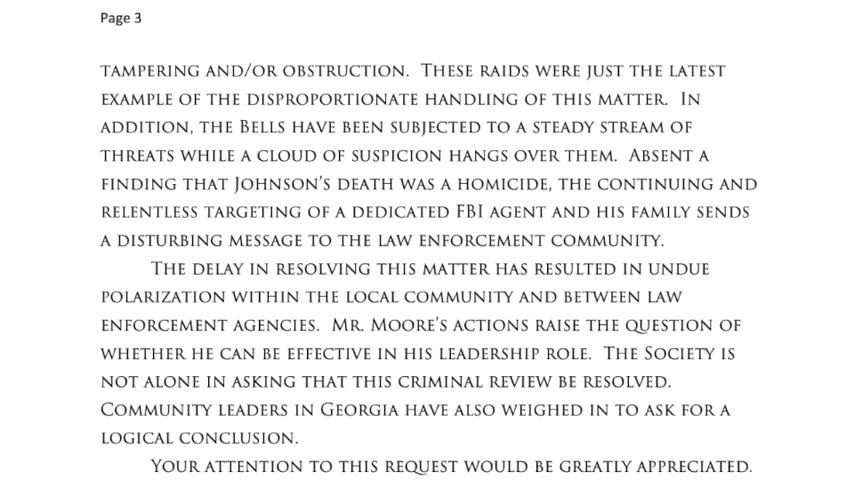 Page 3
TAMPERING AND/OR OBSTRUCTION.  THESE RAIDS WERE JUST THE LATEST
EXAMPLE OF THE DISPROPORTIONATE HANDLING OF THIS MATTER.  IN
ADDITION, THE BELLS HAVE BEEN SUBJECTED TO A STEADY STREAM OF
THREATS WHILE A CLOUD OF SUSPICION HANGS OVER THEM.  ABSENT A
FINDING THAT JOHNSON'S DEATH WAS A HOMICIDE, THE CONTINUING AND
RELENTLESS TARGETING OF A DEDICATED FBI AGENT AND HIS FAMILY SENDS
A DISTURBING MESSAGE TO THE LAW ENFORCEMENT COMMUNITY.
THE DELAY IN RESOLVING THIS MATTER HAS RESULTED IN UNDUE
POLARIZATION WITHIN THE LOCAL COMMUNITY AND BETWEEN LAW
ENFORCEMENT AGENCIES.  MR. MOORE'S ACTIONS RAISE THE QUESTION OF
WHETHER HE CAN BE EFFECTIVE IN HIS LEADERSHIP ROLE.  THE SOCIETY IS
NOT ALONE IN ASKING THAT THIS CRIMINAL REVIEW BE RESOLVED.
COMMUNITY LEADERS IN GEORGIA HAVE ALSO WEIGHED IN TO ASK FOR A
LOGICAL CONCLUSION.
YOUR ATTENTION TO THIS REQUEST WOULD BE GREATLY APPRECIATED.